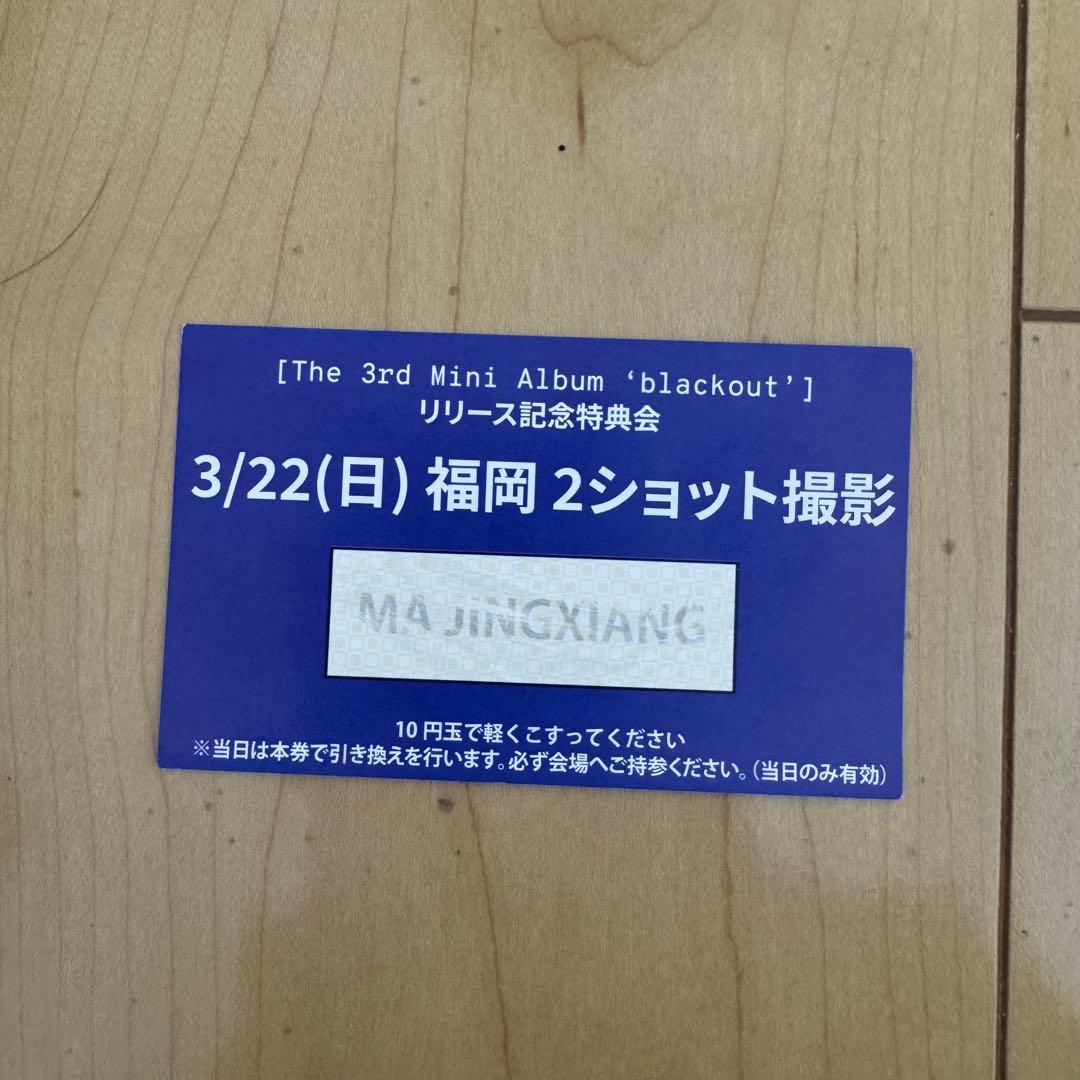 [The 3rd Mini Album ‘blackout’]
リリース記念特典会
3/22(日) 福岡 2ショット撮影
MA JiNGXIANG
10 円玉で軽くこすってください
※当日は本券で引き換えを行います。必ず会場へご持参ください。(当日のみ有効)